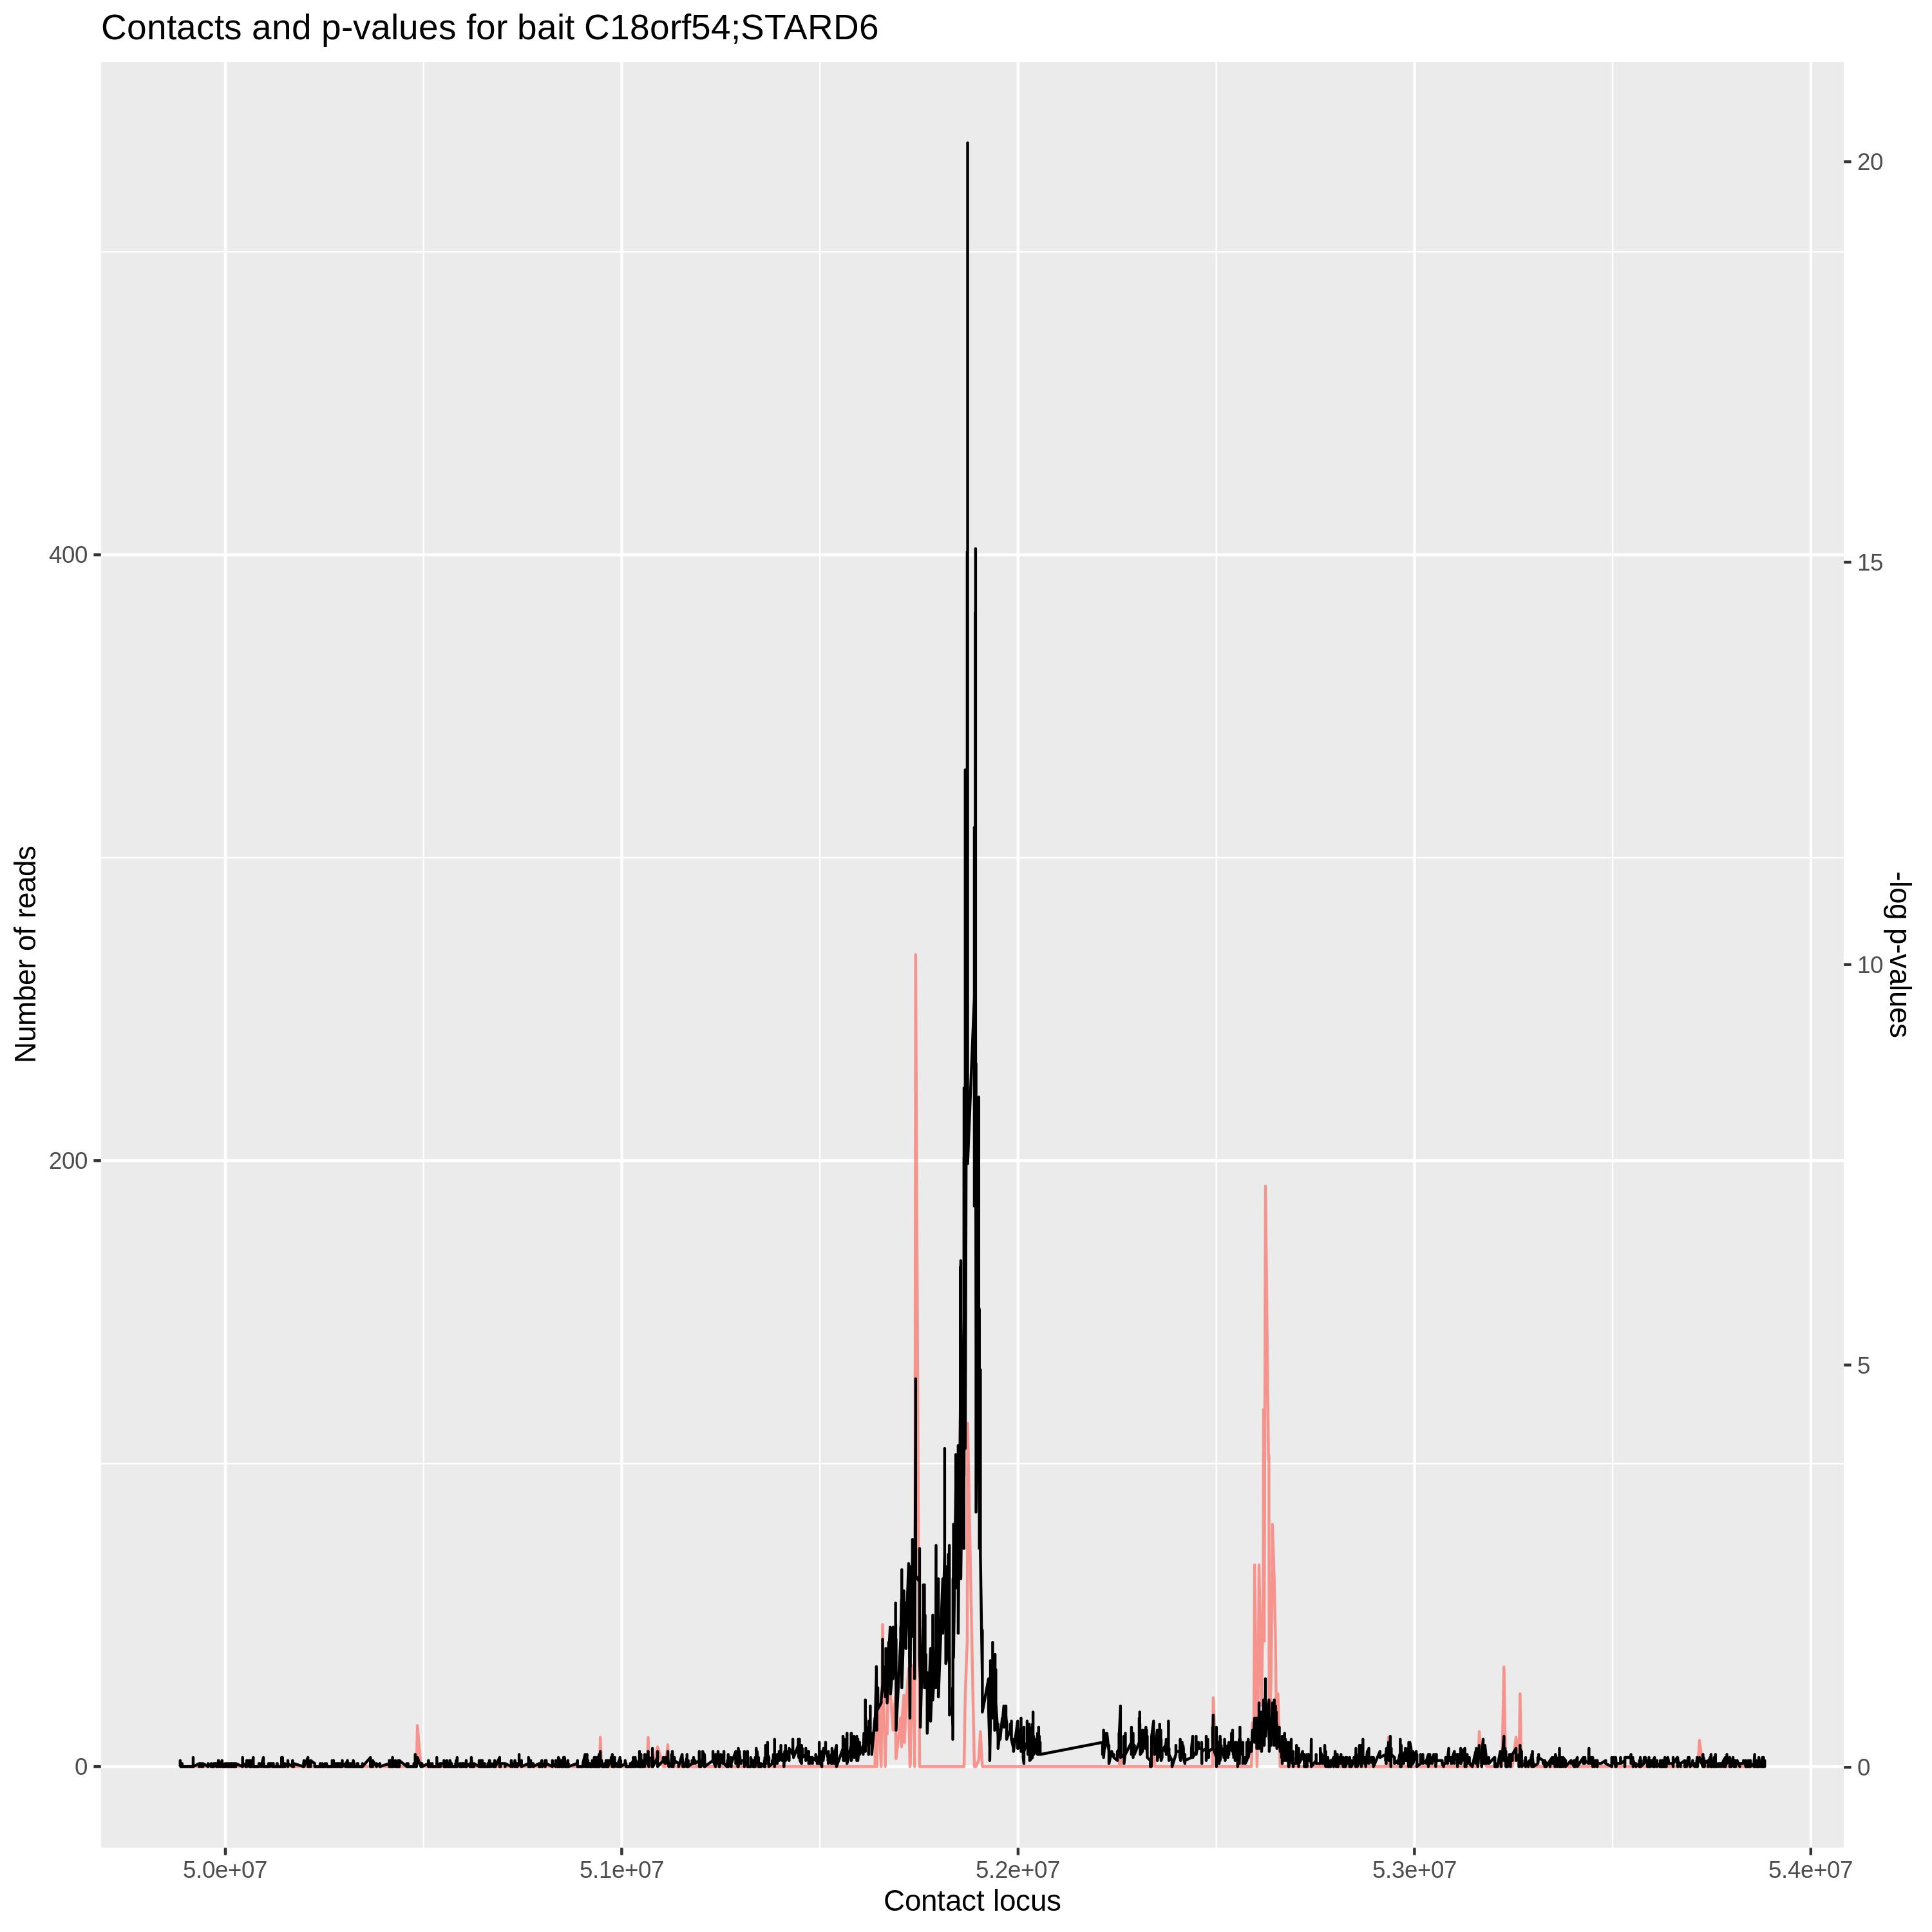 Contacts and p-values for bait C18orf54;STARD6
Number of reads
400
200
0
20
15
10
5
0
-log p-values
5.0e+07
5.1e+07
5.2e+07
5.3e+07
5.4e+07
Contact locus